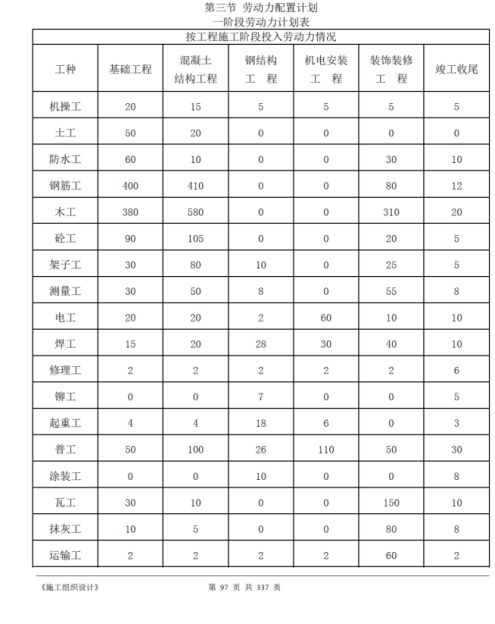 第三节 劳动力配置计划
一阶段劳动力计划表
按工程施工阶段投入劳动力情况
工种 基础工程 混凝土结构工程 钢结构工 程 机电安装工 程 装饰装修工 程 竣工收尾
机操工 20 15 5 5 5 5
土工 50 20 0 0 0 0
防水工 60 10 0 0 30 10
钢筋工 400 410 0 0 80 12
木工 380 580 0 0 310 20
砼工 90 105 0 0 20 5
架子工 30 80 10 0 25 5
测量工 30 50 8 0 55 8
电工 20 20 2 60 10 10
焊工 15 20 28 30 40 10
修理工 2 2 2 2 2 6
铆工 0 0 7 0 0 5
起重工 4 4 18 6 0 3
普工 50 100 26 110 50 30
涂装工 0 0 10 0 0 8
瓦工 30 10 0 0 150 10
抹灰工 10 5 0 0 80 8
运输工 2 2 2 2 60 2
《施工组织设计》 第 97 页 共 337 页